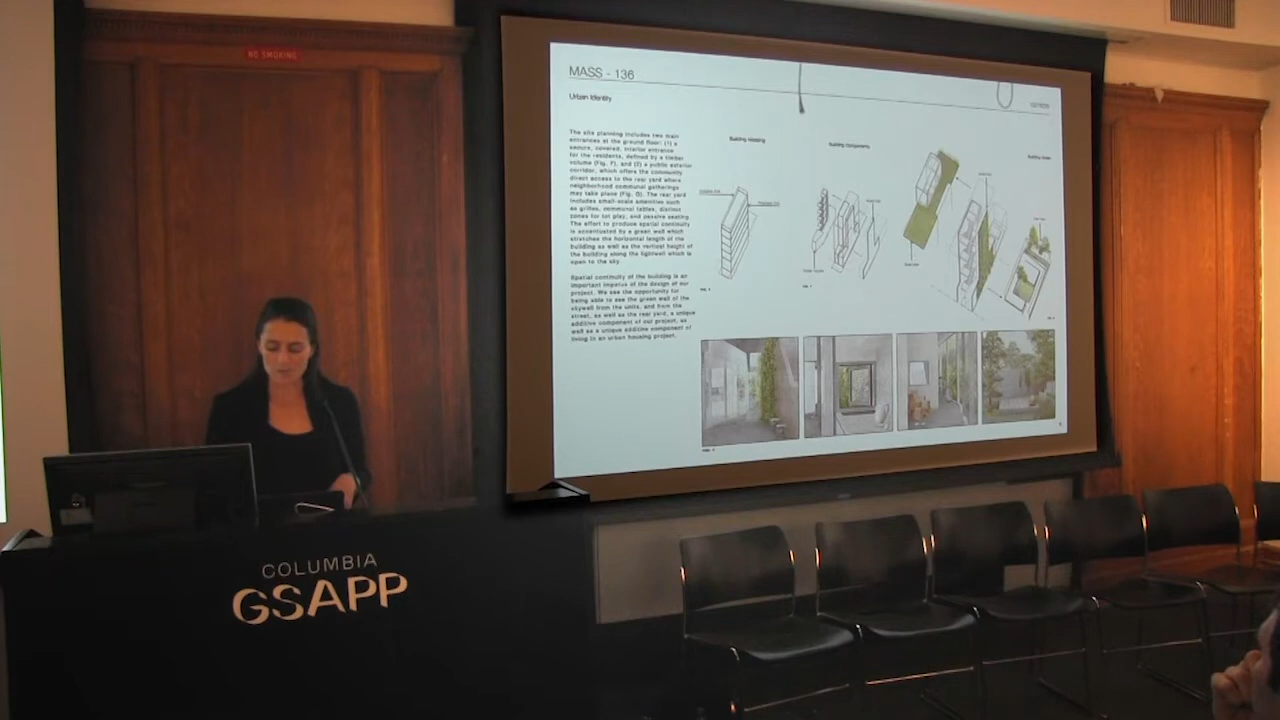 NO SMOKING
MASS - 136
Urban Identity
The site planning includes two main
entrances at the ground floor: (1) a
secure, covered, interior entrance
for the residents, defined by a timber
volume (Fig. F), and (2) a public exterior
corridor, which offers the community
direct access to the rear yard where
neighborhood communal gatherings
may take place (Fig. G). The rear yard
includes small-scale amenities such
as grilles, communal tables, distinct
zones for tot play, and passive seating
The effort to produce spatial continuity
is accentuated by a green wall which
stretches the horizontal length of the
building as well as the vertical height of
the building along the lightwell which is
open to the sky.
Spatial continuity of the building is an
important impetus of the design of our
project. We see the opportunity for
being able to see the green wall of the
skywell from the units, and from the
street, as well as the rear yard, a unique
additive component of our project, as
well as a unique additive component of
living in an urban housing project.
Building Massing
Building Components
COLUMBIA
GSAPP